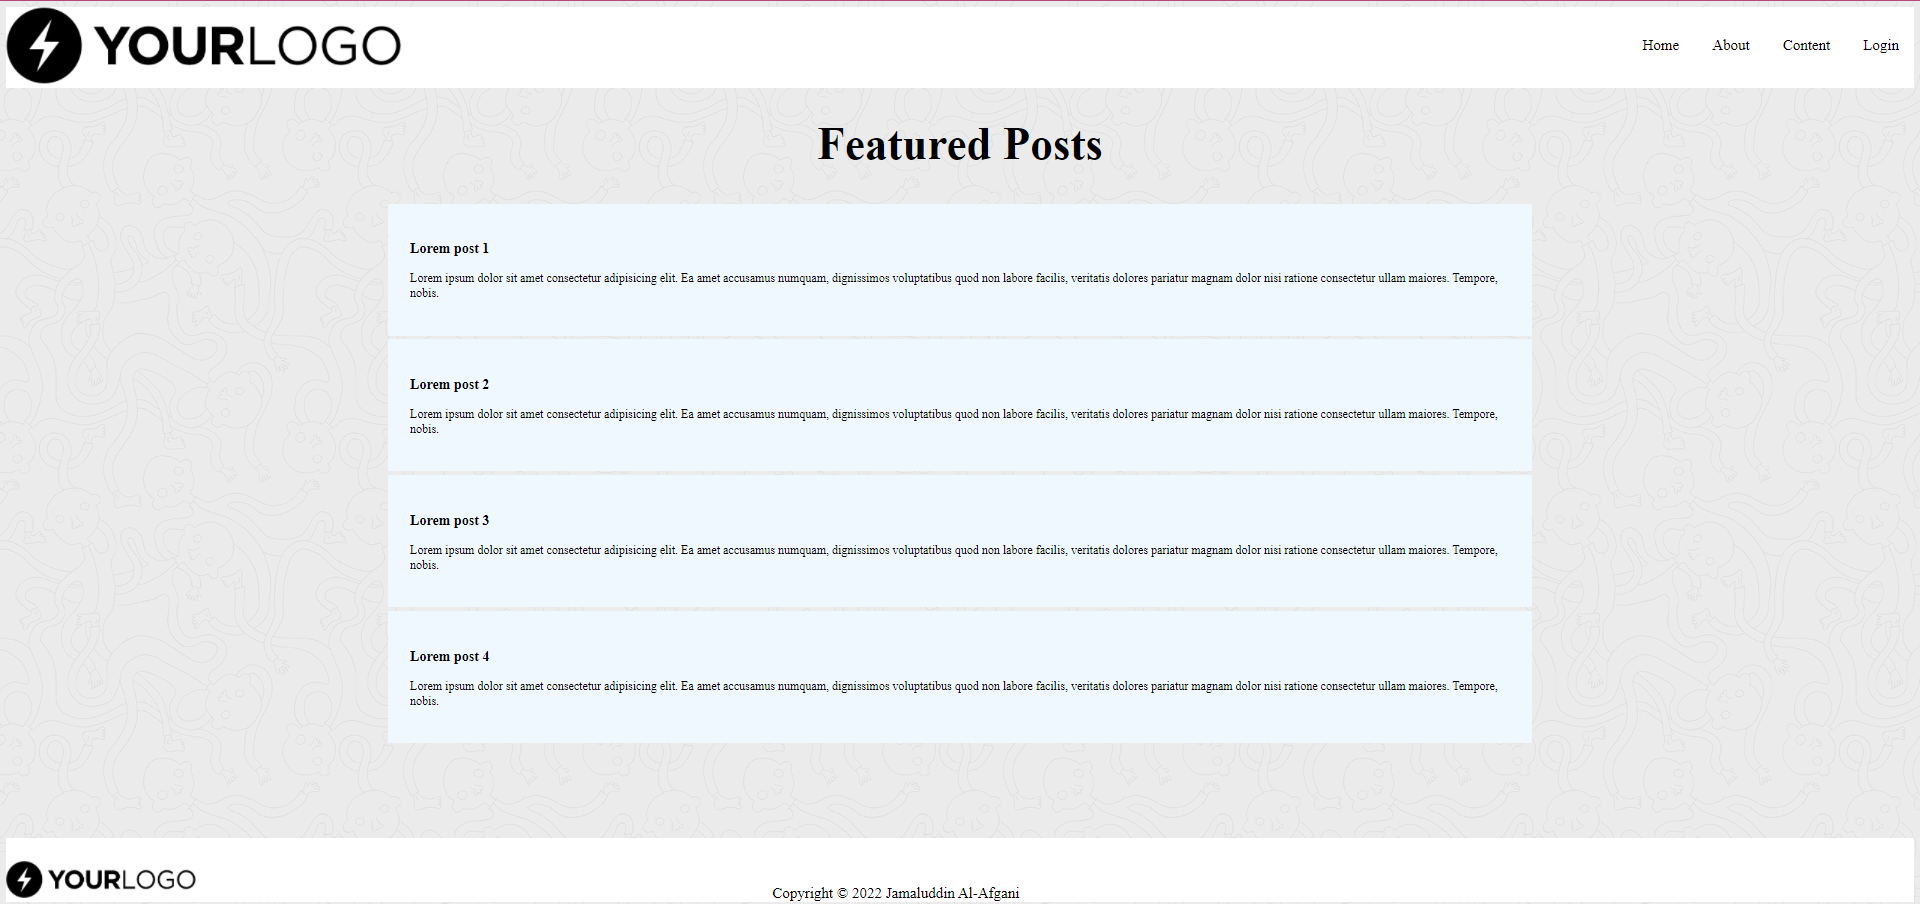 YOURLOGO
Home About Content Login
Featured Posts
Lorem post 1
Lorem ipsum dolor sit amet consectetur adipisicing elit. Ea amet accusamus numquam, dignissimos voluptatibus quod non labore facilis, veritatis dolores pariatur magnam dolor nisi ratione consectetur ullam maiores. Tempore,
nobis.
Lorem post 2
Lorem ipsum dolor sit amet consectetur adipisicing elit. Ea amet accusamus numquam, dignissimos voluptatibus quod non labore facilis, veritatis dolores pariatur magnam dolor nisi ratione consectetur ullam maiores. Tempore,
nobis.
Lorem post 3
Lorem ipsum dolor sit amet consectetur adipisicing elit. Ea amet accusamus numquam, dignissimos voluptatibus quod non labore facilis, veritatis dolores pariatur magnam dolor nisi ratione consectetur ullam maiores. Tempore,
nobis.
Lorem post 4
Lorem ipsum dolor sit amet consectetur adipisicing elit. Ea amet accusamus numquam, dignissimos voluptatibus quod non labore facilis, veritatis dolores pariatur magnam dolor nisi ratione consectetur ullam maiores. Tempore,
nobis.
YOURLOGO
Copyright © 2022 Jamaluddin Al-Afgani